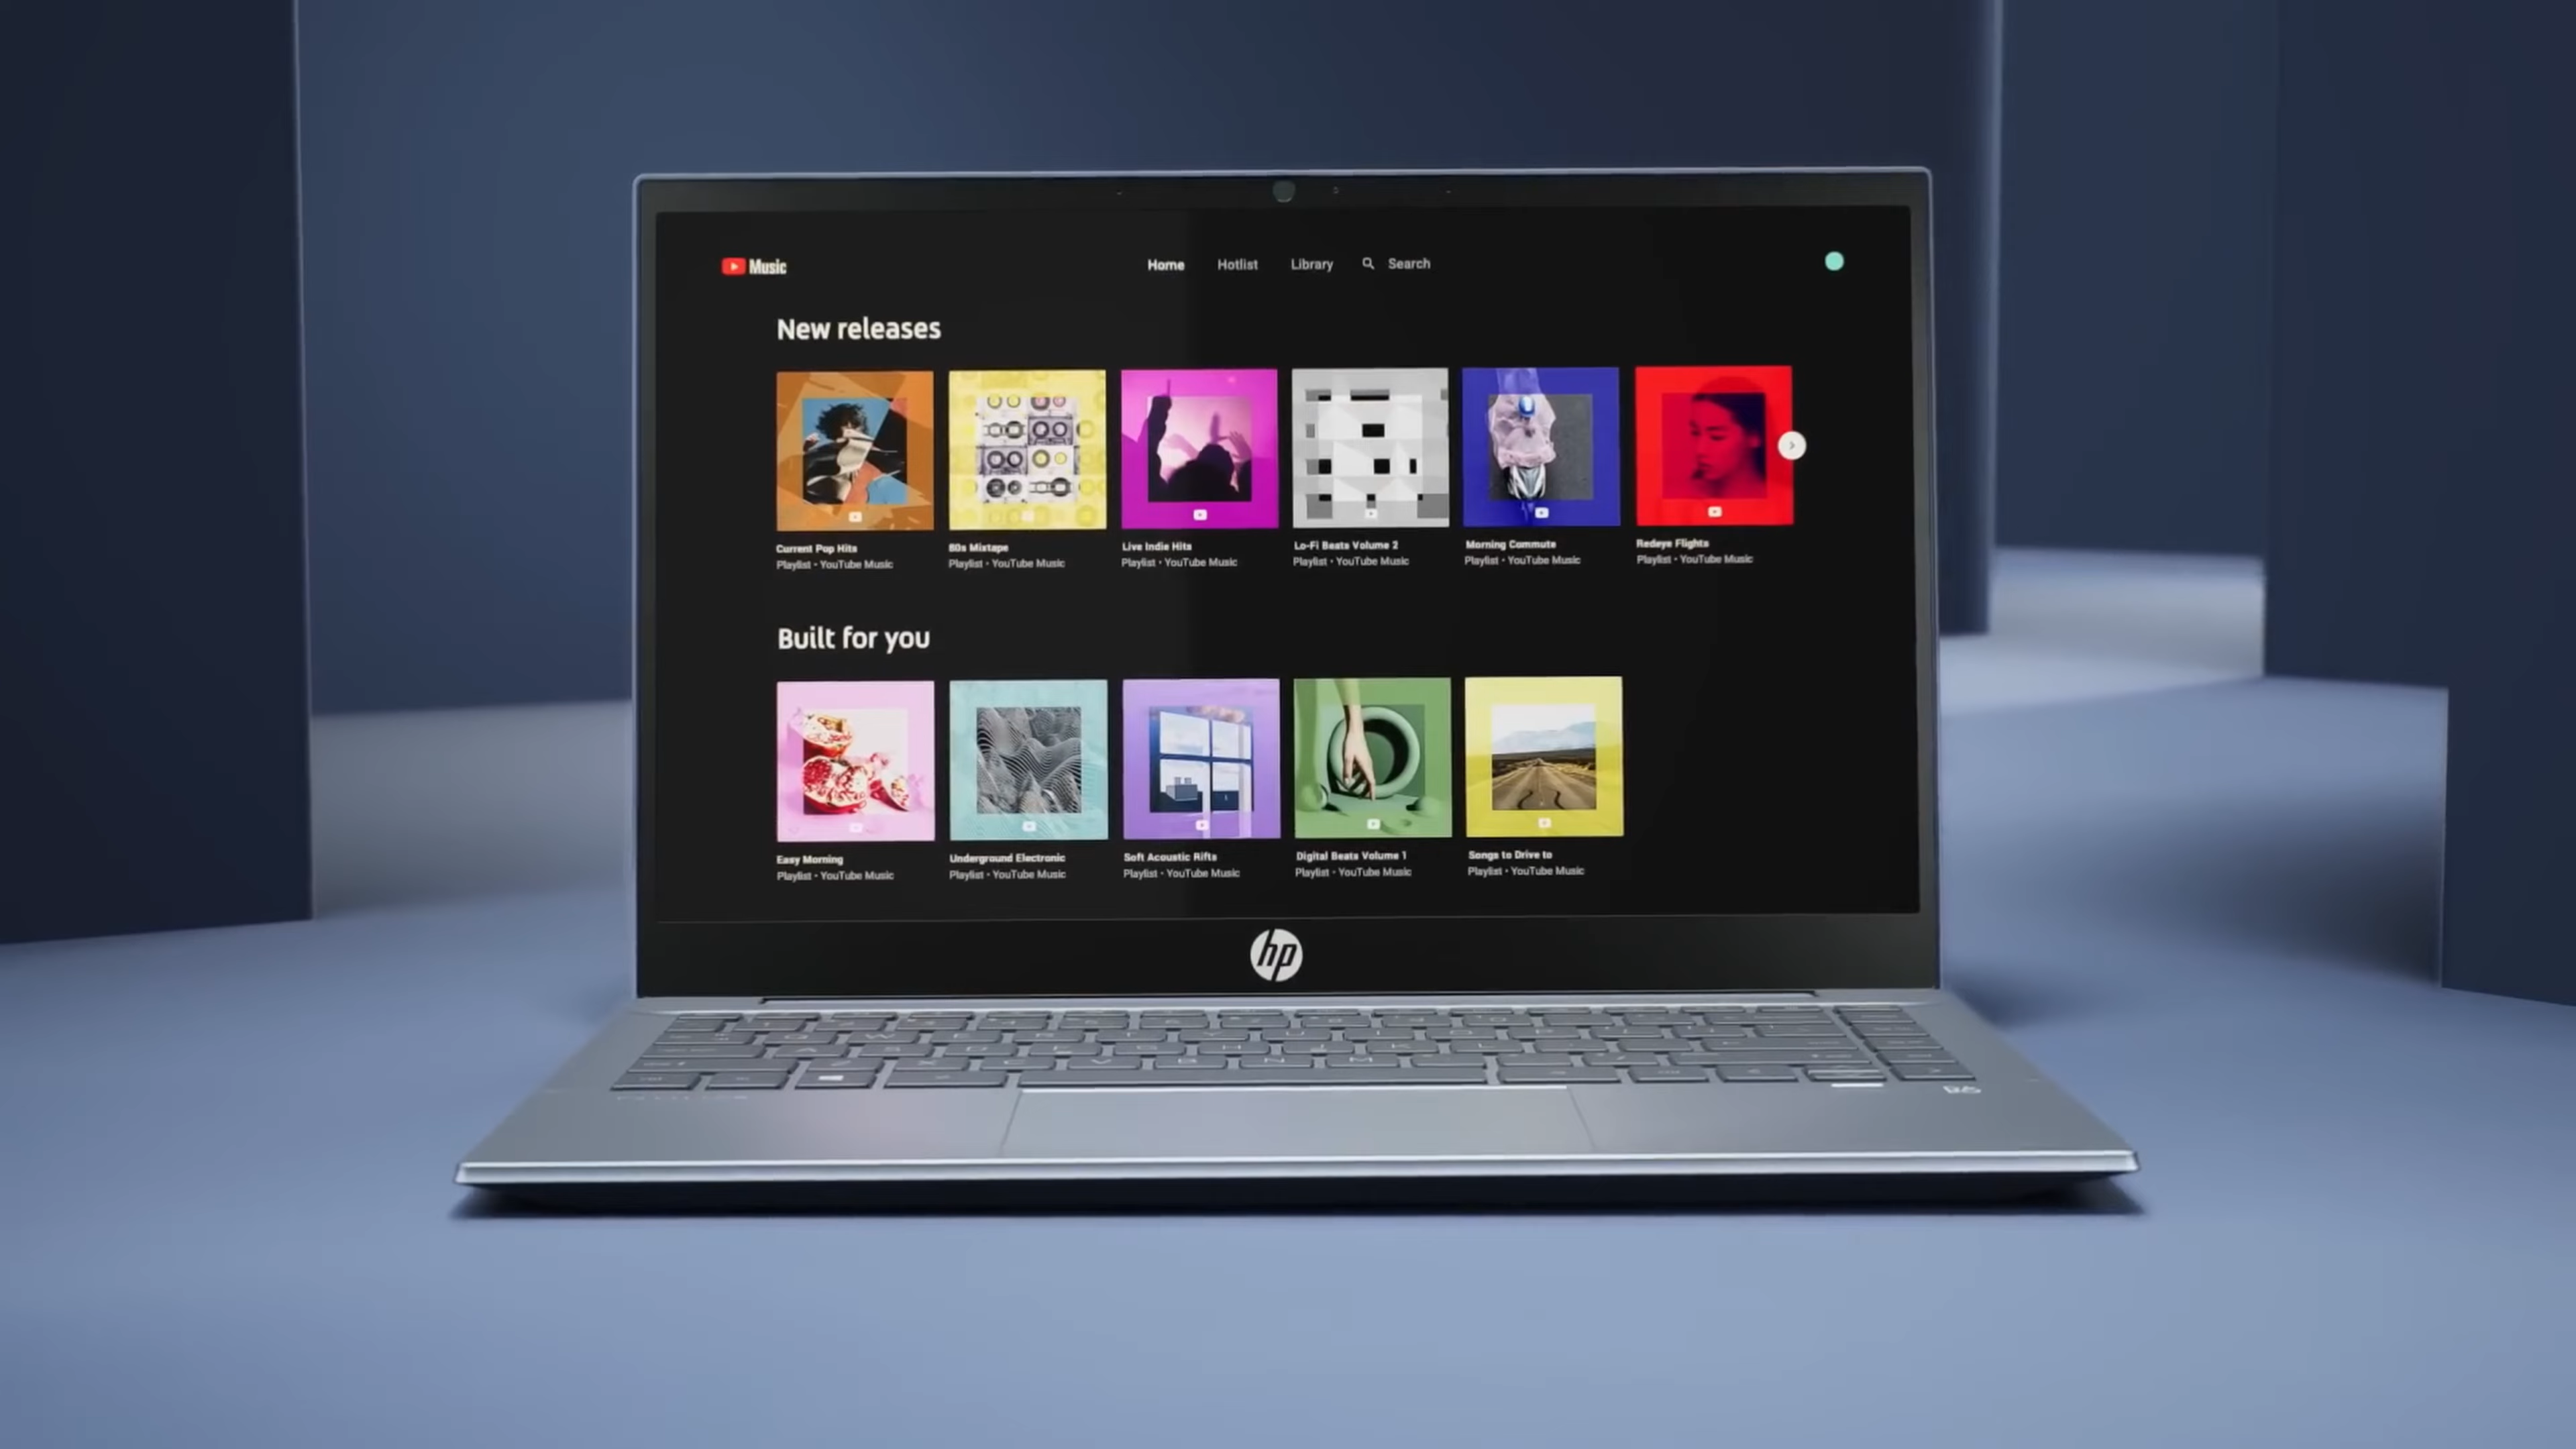 Music
Home Hotlist Library Search
New releases
Current Pop Hits
Playlist • YouTube Music
80s Mixtape
Playlist • YouTube Music
Live Indie Hits
Playlist • YouTube Music
Lo-Fi Beats Volume 2
Playlist • YouTube Music
Morning Commute
Playlist • YouTube Music
Redeye Flights
Playlist • YouTube Music
Built for you
Easy Morning
Playlist • YouTube Music
Underground Electronic
Playlist • YouTube Music
Soft Acoustic Rifts
Playlist • YouTube Music
Digital Beats Volume 1
Playlist • YouTube Music
Songs to Drive to
Playlist • YouTube Music
hp